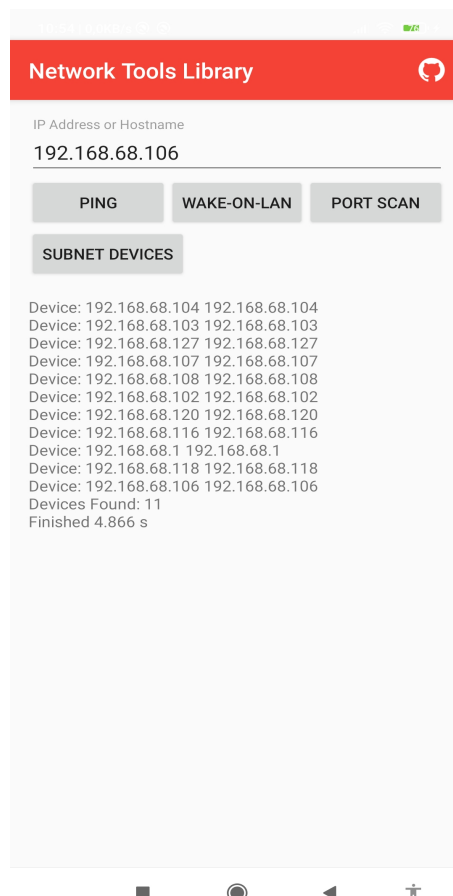 76
Network Tools Library
IP Address or Hostname
192.168.68.106
PING WAKE-ON-LAN PORT SCAN
SUBNET DEVICES
Device: 192.168.68.104 192.168.68.104
Device: 192.168.68.103 192.168.68.103
Device: 192.168.68.127 192.168.68.127
Device: 192.168.68.107 192.168.68.107
Device: 192.168.68.108 192.168.68.108
Device: 192.168.68.102 192.168.68.102
Device: 192.168.68.120 192.168.68.120
Device: 192.168.68.116 192.168.68.116
Device: 192.168.68.1 192.168.68.1
Device: 192.168.68.118 192.168.68.118
Device: 192.168.68.106 192.168.68.106
Devices Found: 11
Finished 4.866 s